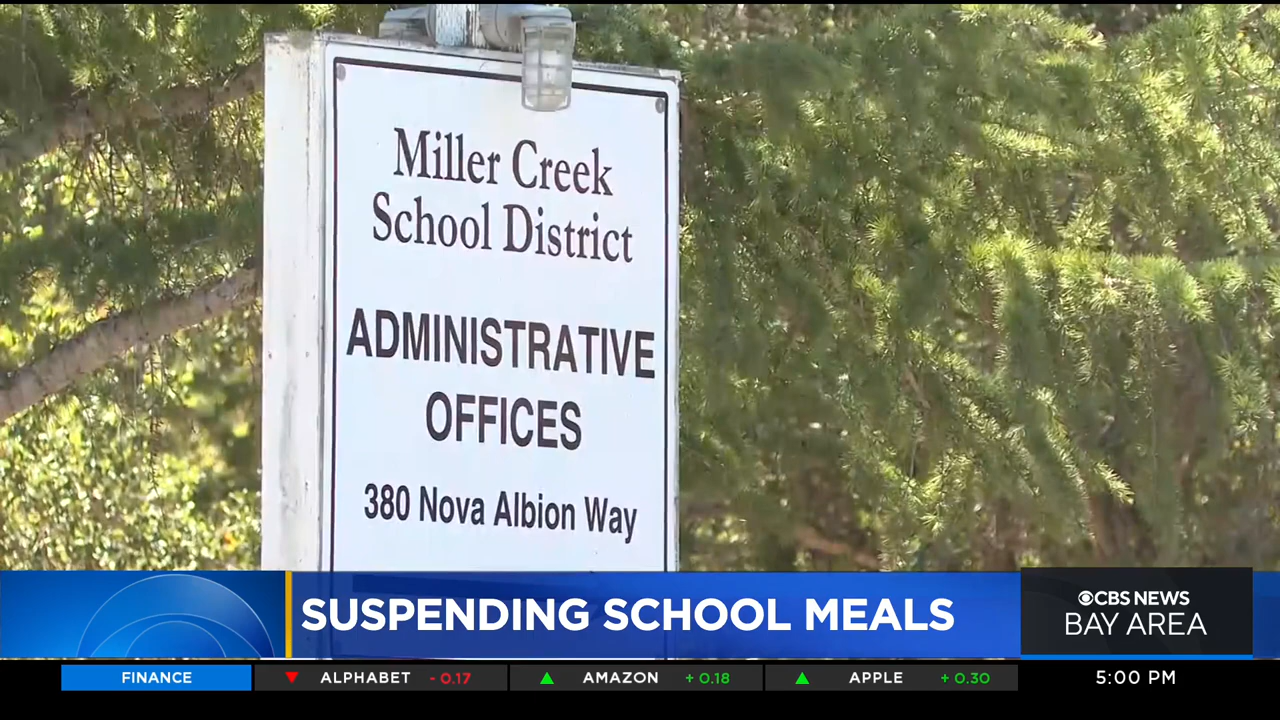 Miller Creek
School District
ADMINISTRATIVE
OFFICES
380 Nova Albion Way
SUSPENDING SCHOOL MEALS
CBS NEWS
BAY AREA
FINANCE
ALPHABET - 0.17
AMAZON + 0.18
APPLE + 0.30
5:00 PM